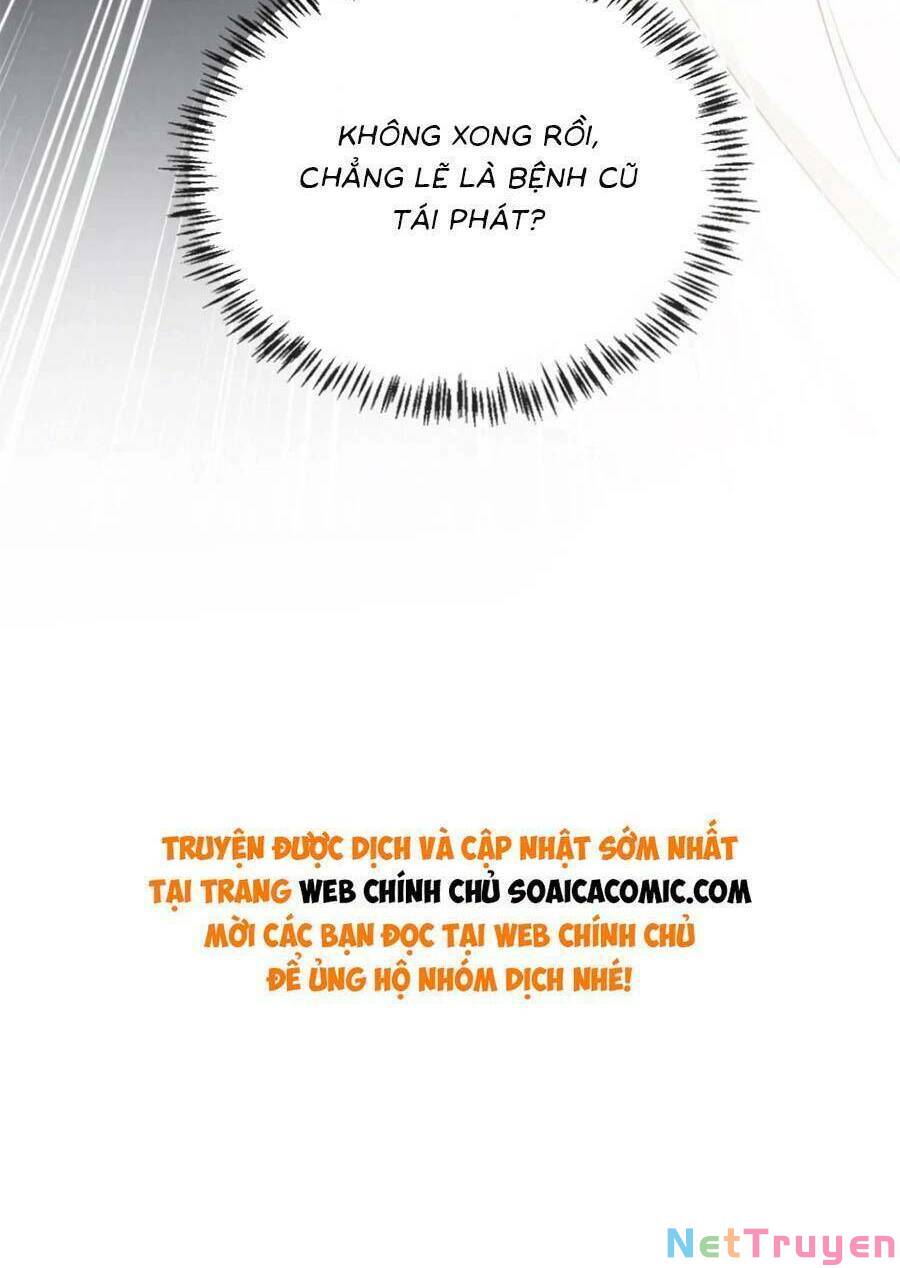 KHÔNG XONG RỒI,
CHẲNG LẼ LÀ BỆNH CŨ
TÁI PHÁT?
TRUYỆN ĐƯỢC DỊCH VÀ CẬP NHẬT SỚM NHẤT
TẠI TRANG WEB CHÍNH CHỦ SOAICACOMIC.COM
MỜI CÁC BẠN ĐỌC TẠI WEB CHÍNH CHỦ
ĐỂ ỦNG HỘ NHÓM DỊCH NHÉ!
NetTruyen